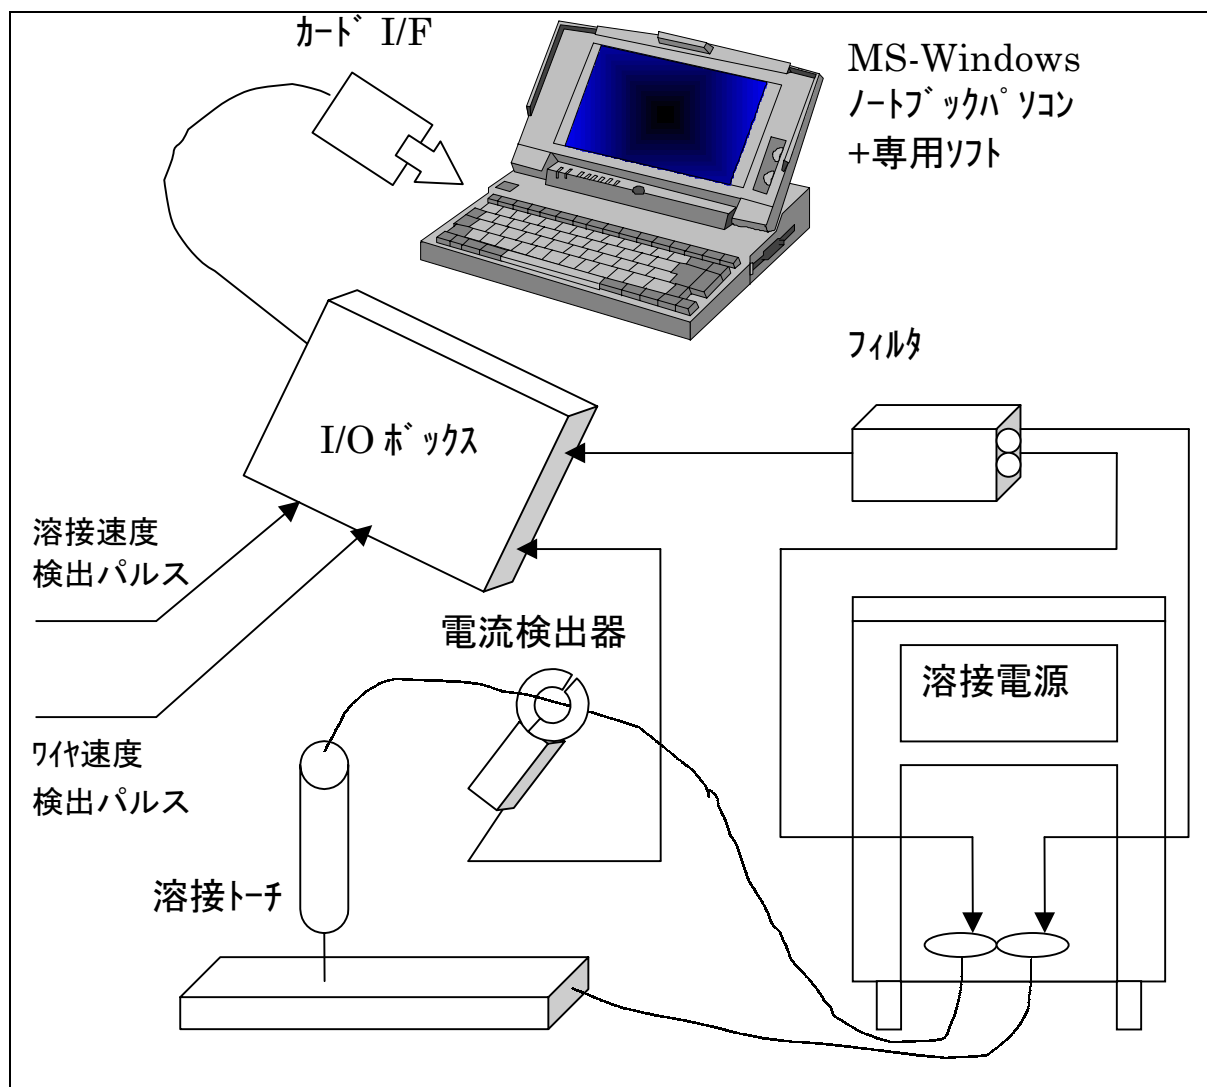 ｶｰﾄﾞ I/F
MS-Windows
ﾉｰﾄﾌﾞｯｸﾊﾟｿｺﾝ
+専用ｿﾌﾄ
ﾌｨﾙﾀ
I/O ﾎﾞｯｸｽ
溶接速度
検出パルス
電流検出器
溶接電源
ﾜｲﾔ速度
検出パルス
溶接ﾄｰﾁ